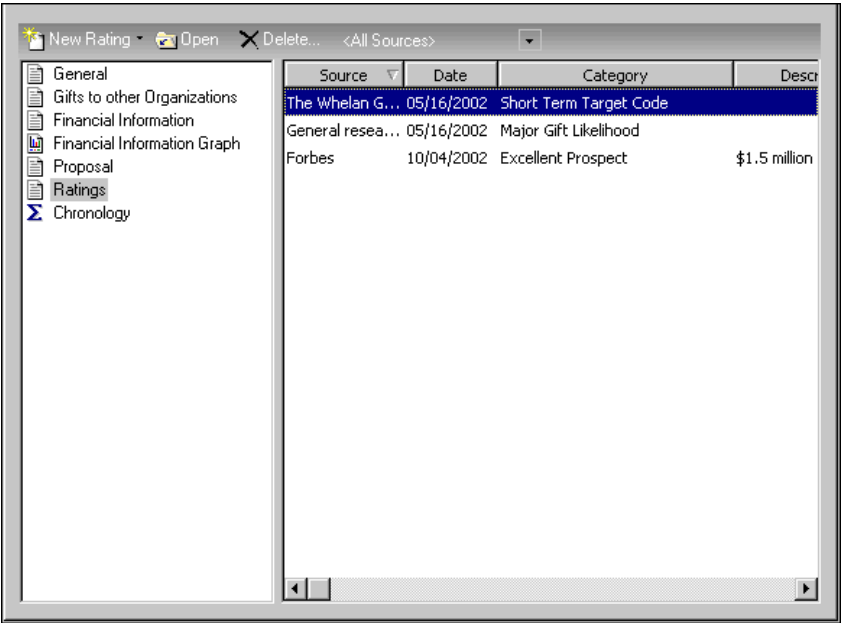 New Rating Open Delete... <All Sources>
General
Gifts to other Organizations
Financial Information
Financial Information Graph
Proposal
Ratings
Chronology
Source Date Category Descr
The Whelan G... 05/16/2002 Short Term Target Code
General resea... 05/16/2002 Major Gift Likelihood
Forbes 10/04/2002 Excellent Prospect $1.5 million